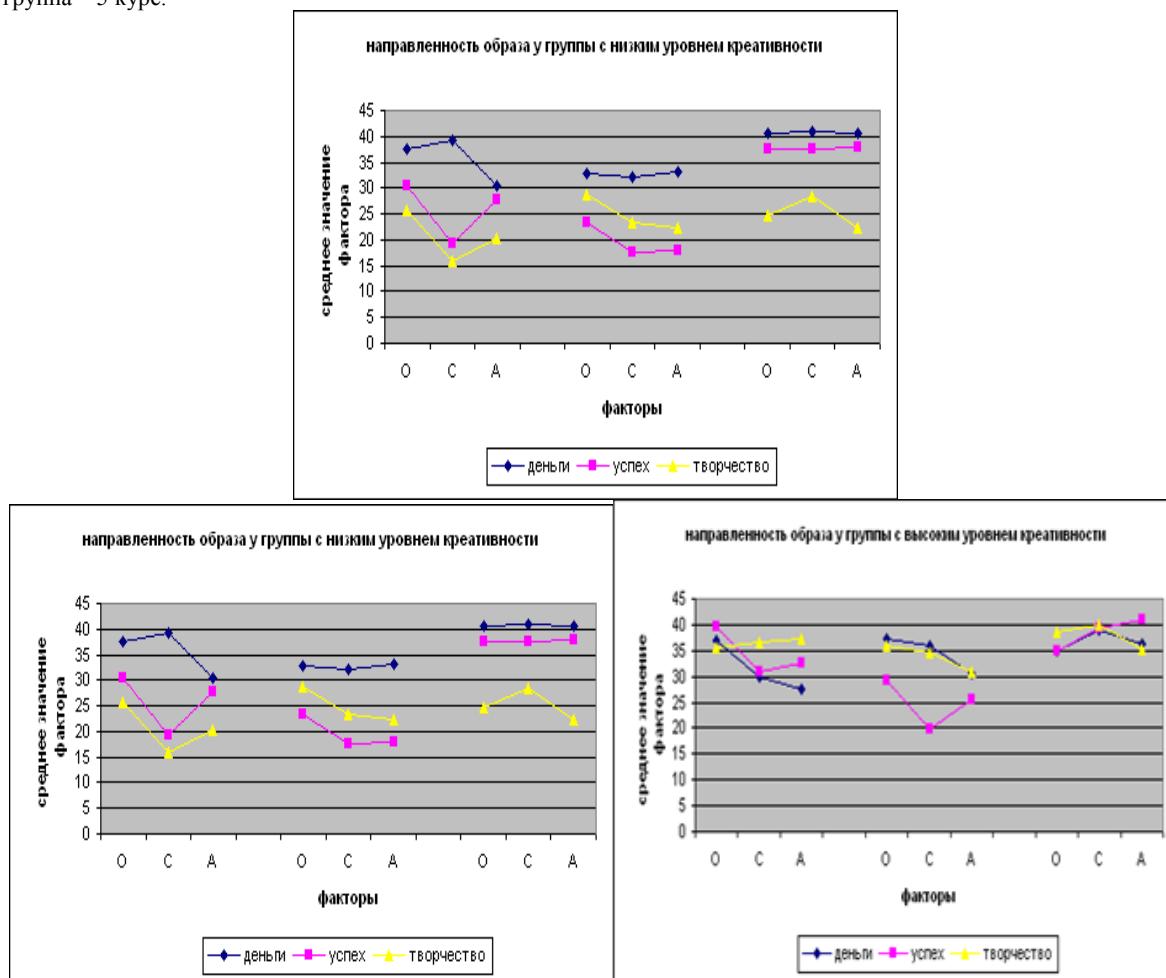 группа – 5 курс.
направленность образа у группы с низким уровнем креативности
45
40
35
30
25
20
15
10
5
0
среднее значение
фактора
О С А О С А О С А
факторы
деньги успех творчество
направленность образа у группы с низким уровнем креативности
45
40
35
30
25
20
15
10
5
0
среднее значение
фактора
О С А О С А О С А
факторы
деньги успех творчество
направленность образа у группы с высоким уровнем креативности
45
40
35
30
25
20
15
10
5
0
среднее значение
фактора
О С А О С А О С А
факторы
деньги успех творчество